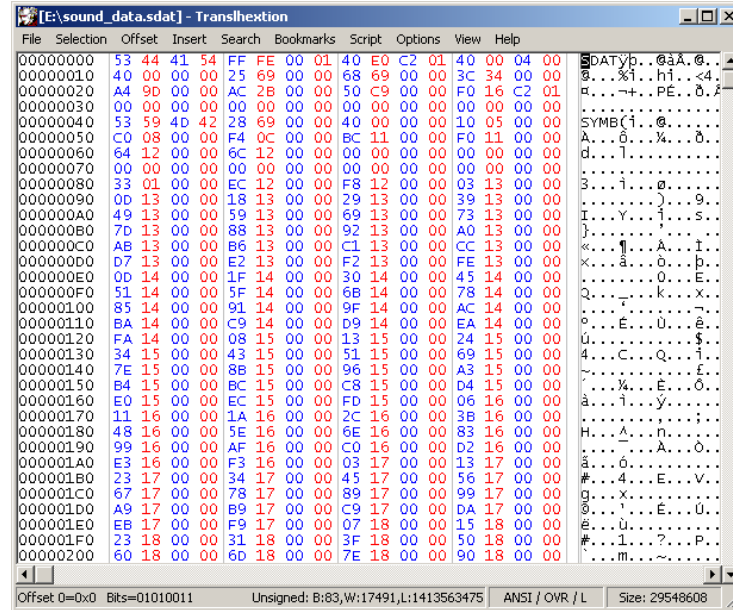 [E:\sound_data.sdat] - Translhextion
File Selection Offset Insert Search Bookmarks Script Options View Help
00000000 53 44 41 54 FF FE 00 01 40 E0 C2 01 40 00 04 00 SDATÿþ..@àÂ.@..
00000010 40 00 00 00 25 69 00 00 68 69 00 00 3C 34 00 00 @...%i..hi..<4.
00000020 A4 9D 00 00 AC 2B 00 00 50 C9 00 00 F0 16 C2 01 ¤...¬+..PÉ..ð.Â
00000030 00 00 00 00 00 00 00 00 00 00 00 00 00 00 00 00 ...............
00000040 53 59 4D 42 28 69 00 00 40 00 00 00 10 05 00 00 SYMB(i..@......
00000050 C0 08 00 00 F4 0C 00 00 BC 11 00 00 F0 11 00 00 À...ô...¼...ð..
00000060 64 12 00 00 6C 12 00 00 00 00 00 00 00 00 00 00 d...l..........
00000070 00 00 00 00 00 00 00 00 00 00 00 00 00 00 00 00 ...............
00000080 33 01 00 00 EC 12 00 00 F8 12 00 00 03 13 00 00 3...ì...ø......
00000090 0D 13 00 00 18 13 00 00 29 13 00 00 39 13 00 00 ........)...9..
000000A0 49 13 00 00 59 13 00 00 69 13 00 00 73 13 00 00 I...Y...i...s..
000000B0 7D 13 00 00 88 13 00 00 92 13 00 00 A0 13 00 00 }.......'......
000000C0 AB 13 00 00 B6 13 00 00 C1 13 00 00 CC 13 00 00 «...¶...Á...Ì..
000000D0 D7 13 00 00 E2 13 00 00 F2 13 00 00 FE 13 00 00 ×...â...ò...þ..
000000E0 0D 14 00 00 1F 14 00 00 30 14 00 00 45 14 00 00 ........0...E..
000000F0 51 14 00 00 5F 14 00 00 6B 14 00 00 78 14 00 00 Q..._...k...x..
00000100 85 14 00 00 91 14 00 00 9F 14 00 00 AC 14 00 00 ....'.......¬..
00000110 BA 14 00 00 C9 14 00 00 D9 14 00 00 EA 14 00 00 º...É...Ù...ê..
00000120 FA 14 00 00 08 15 00 00 13 15 00 00 24 15 00 00 ú...........$..
00000130 34 15 00 00 43 15 00 00 51 15 00 00 69 15 00 00 4...C...Q...i..
00000140 7E 15 00 00 8B 15 00 00 96 15 00 00 A3 15 00 00 ~...........£..
00000150 B4 15 00 00 BC 15 00 00 C8 15 00 00 D4 15 00 00 ´...¼...È...Ô..
00000160 E0 15 00 00 EC 15 00 00 FD 15 00 00 06 16 00 00 à...ì...ý......
00000170 11 16 00 00 1A 16 00 00 2C 16 00 00 3B 16 00 00 ........,...;..
00000180 48 16 00 00 5E 16 00 00 6E 16 00 00 83 16 00 00 H...^...n......
00000190 99 16 00 00 AF 16 00 00 C0 16 00 00 D2 16 00 00 ....¯...À...Ò..
000001A0 E3 16 00 00 F3 16 00 00 03 17 00 00 13 17 00 00 ã...ó..........
000001B0 23 17 00 00 34 17 00 00 45 17 00 00 56 17 00 00 #...4...E...V..
000001C0 67 17 00 00 78 17 00 00 89 17 00 00 99 17 00 00 g...x..........
000001D0 A9 17 00 00 B9 17 00 00 C9 17 00 00 DA 17 00 00 ©...¹...É...Ú..
000001E0 EB 17 00 00 F9 17 00 00 07 18 00 00 15 18 00 00 ë...ù..........
000001F0 23 18 00 00 31 18 00 00 3F 18 00 00 50 18 00 00 #...1...?...P..
00000200 60 18 00 00 6D 18 00 00 7E 18 00 00 90 18 00 00 `...m...~......
Offset 0=0x0 Bits=01010011 Unsigned: B:83,W:17491,L:1413563475 ANSI / OVR / L Size: 29548608